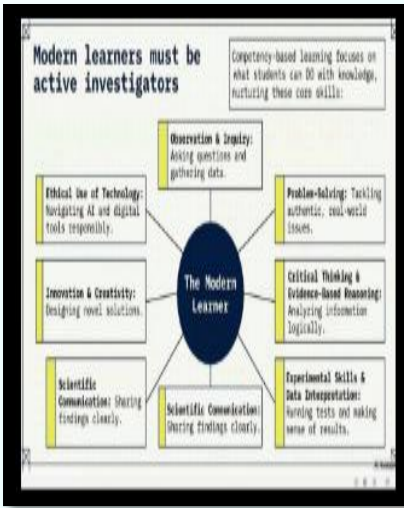 Modern learners must be
active investigators
Competency-based learning focuses on
what students can DO with knowledge,
nurturing these core skills:
Observation & Inquiry:
Asking questions and
gathering data.
Ethical Use of Technology:
Navigating AI and digital
tools responsibly.
Problem-Solving: Tackling
authentic, real-world
issues.
The Modern
Learner
Innovation & Creativity:
Designing novel solutions.
Critical Thinking &
Evidence-Based Reasoning:
Analyzing information
logically.
Scientific
Communication: Sharing
findings clearly.
Scientific Communication:
Sharing findings clearly.
Experimental Skills &
Data Interpretation:
Running tests and making
sense of results.